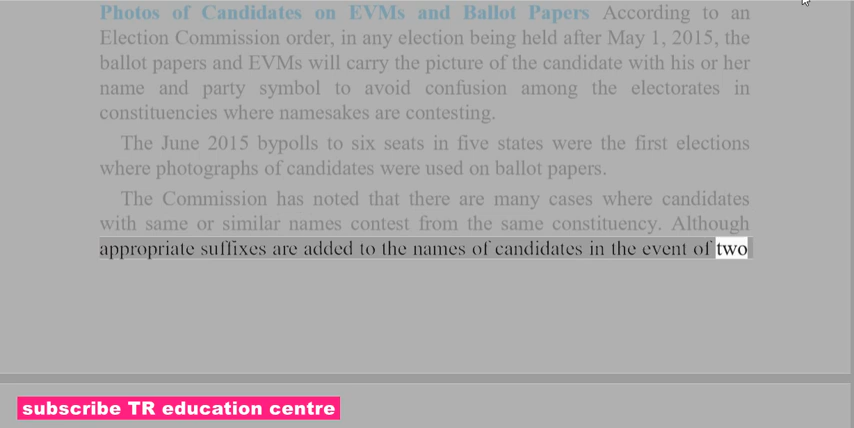 Photos of Candidates on EVMs and Ballot Papers According to an
Election Commission order, in any election being held after May 1, 2015, the
ballot papers and EVMs will carry the picture of the candidate with his or her
name and party symbol to avoid confusion among the electorates in
constituencies where namesakes are contesting.
The June 2015 bypolls to six seats in five states were the first elections
where photographs of candidates were used on ballot papers.
The Commission has noted that there are many cases where candidates
with same or similar names contest from the same constituency. Although
appropriate suffixes are added to the names of candidates in the event of two
subscribe TR education centre